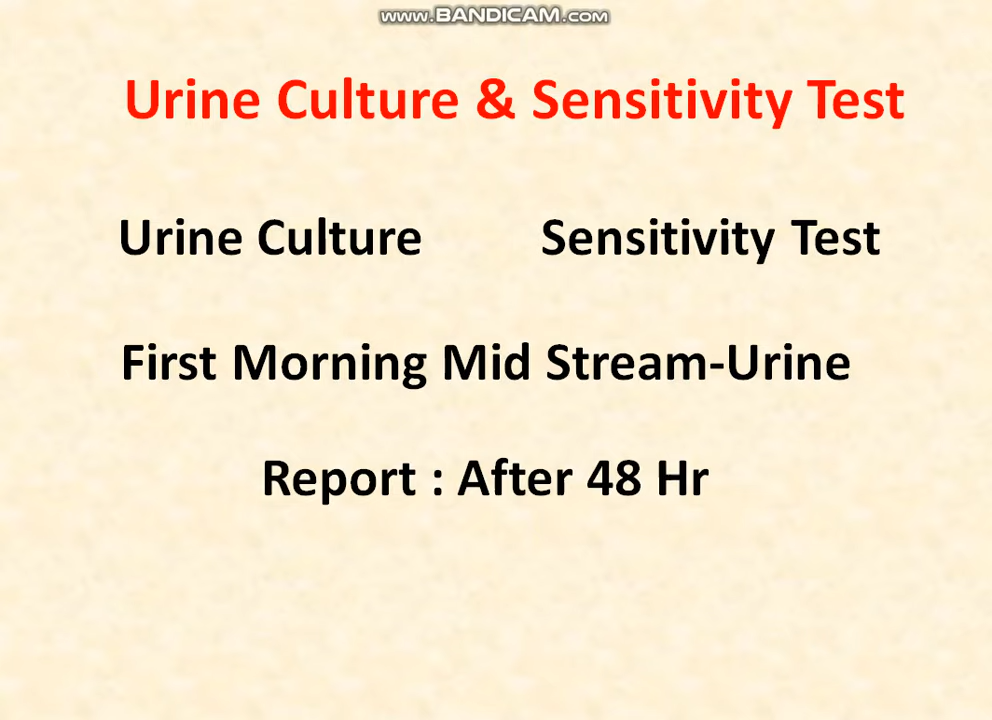 www.BANDICAM.com
Urine Culture & Sensitivity Test
Urine Culture Sensitivity Test
First Morning Mid Stream-Urine
Report : After 48 Hr